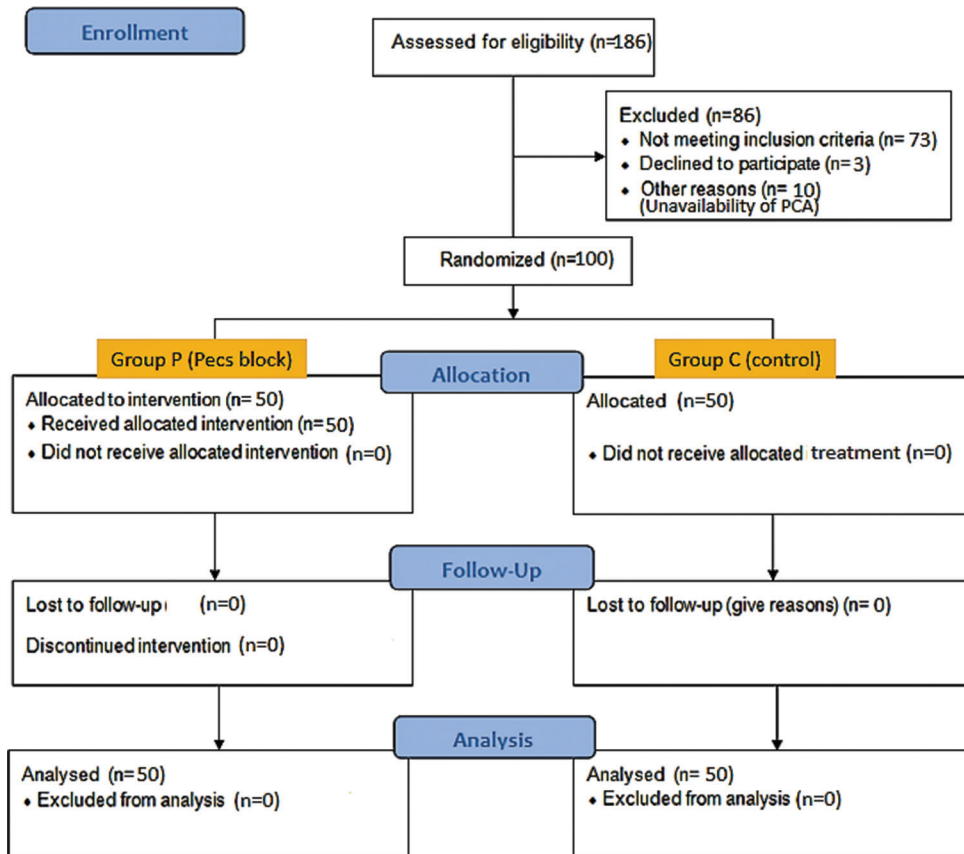 Enrollment
Assessed for eligibility (n=186)
Excluded (n=86)
♦ Not meeting inclusion criteria (n= 73)
♦ Declined to participate (n=3)
♦ Other reasons (n= 10)
(Unavailability of PCA)
Randomized (n=100)
Group P (Pecs block)
Group C (control)
Allocation
Allocated to intervention (n= 50)
♦ Received allocated intervention (n=50)
♦ Did not receive allocated intervention (n=0)
Allocated (n=50)
♦ Did not receive allocated treatment (n=0)
Follow-Up
Lost to follow-up( (n=0)
Discontinued intervention (n=0)
Lost to follow-up (give reasons) (n= 0)
Analysis
Analysed (n=50)
♦ Excluded from analysis (n=0)
Analysed (n= 50)
♦ Excluded from analysis (n=0)